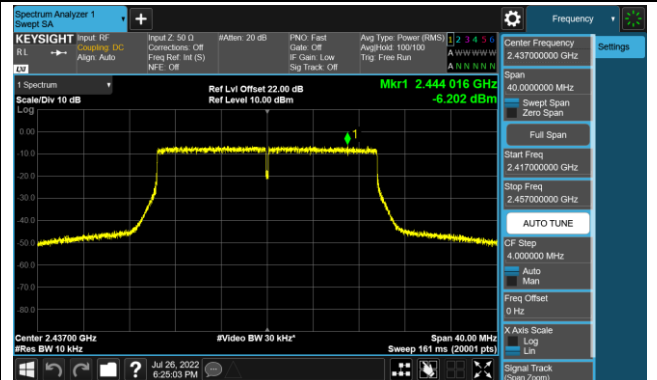 Spectrum Analyzer 1
Swept SA
+
Frequency
KEYSIGHT
RL
Input: RF
Coupling: DC
Align: Auto
Input Z: 50 Ω
Corrections: Off
Freq Ref: Int (S)
NFE: Off
#Atten: 20 dB
PNO: Fast
Gate: Off
IF Gain: Low
Sig Track: Off
Avg Type: Power (RMS)
Avg|Hold: 100/100
Trig: Free Run
1 2 3 4 5 6
A W W W W W
A N N N N N
LXI
1 Spectrum
Scale/Div 10 dB
Log
Ref Lvl Offset 22.00 dB
Ref Level 10.00 dBm
Mkr1 2.444 016 GHz
-6.202 dBm
1
0.00
-10.0
-20.0
-30.0
-40.0
-50.0
-60.0
-70.0
-80.0
Center 2.43700 GHz
#Res BW 10 kHz
#Video BW 30 kHz*
Span 40.00 MHz
Sweep 161 ms (20001 pts)
?
Jul 26, 2022
6:25:03 PM
Center Frequency
2.437000000 GHz
Span
40.0000000 MHz
Swept Span
Zero Span
Full Span
Start Freq
2.417000000 GHz
Stop Freq
2.457000000 GHz
AUTO TUNE
CF Step
4.000000 MHz
Auto
Man
Freq Offset
0 Hz
X Axis Scale
Log
Lin
Signal Track
(Span Zoom)
Settings